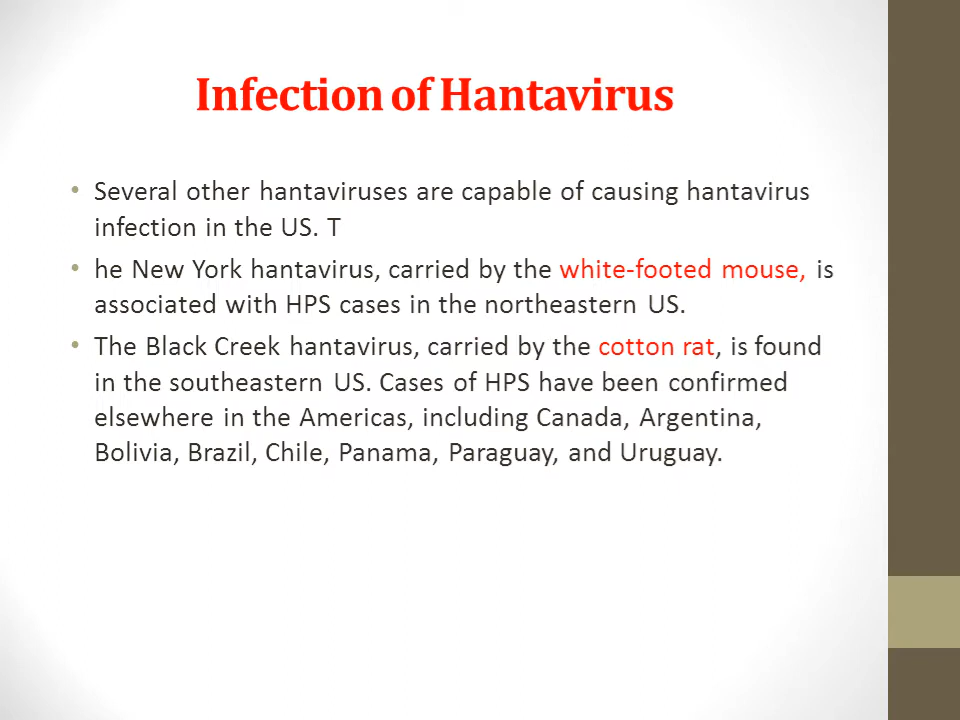 Infection of Hantavirus
• Several other hantaviruses are capable of causing hantavirus
infection in the US. T
• he New York hantavirus, carried by the white-footed mouse, is
associated with HPS cases in the northeastern US.
• The Black Creek hantavirus, carried by the cotton rat, is found
in the southeastern US. Cases of HPS have been confirmed
elsewhere in the Americas, including Canada, Argentina,
Bolivia, Brazil, Chile, Panama, Paraguay, and Uruguay.